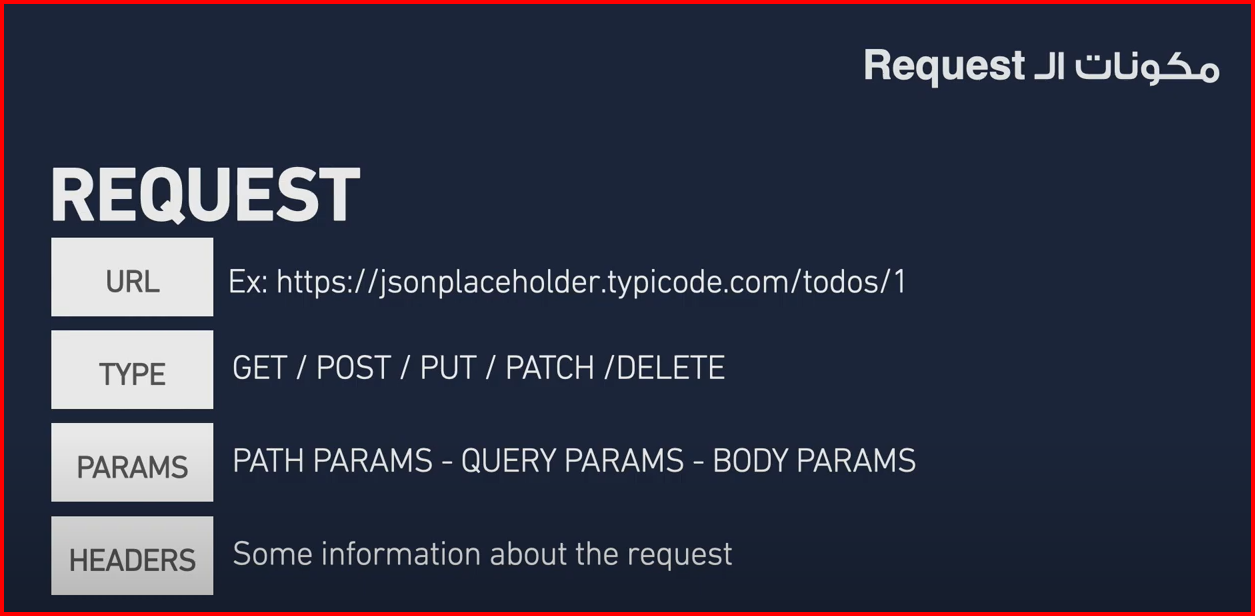 مكونات الـ Request
REQUEST
URL Ex: https://jsonplaceholder.typicode.com/todos/1
TYPE GET / POST / PUT / PATCH /DELETE
PARAMS PATH PARAMS - QUERY PARAMS - BODY PARAMS
HEADERS Some information about the request